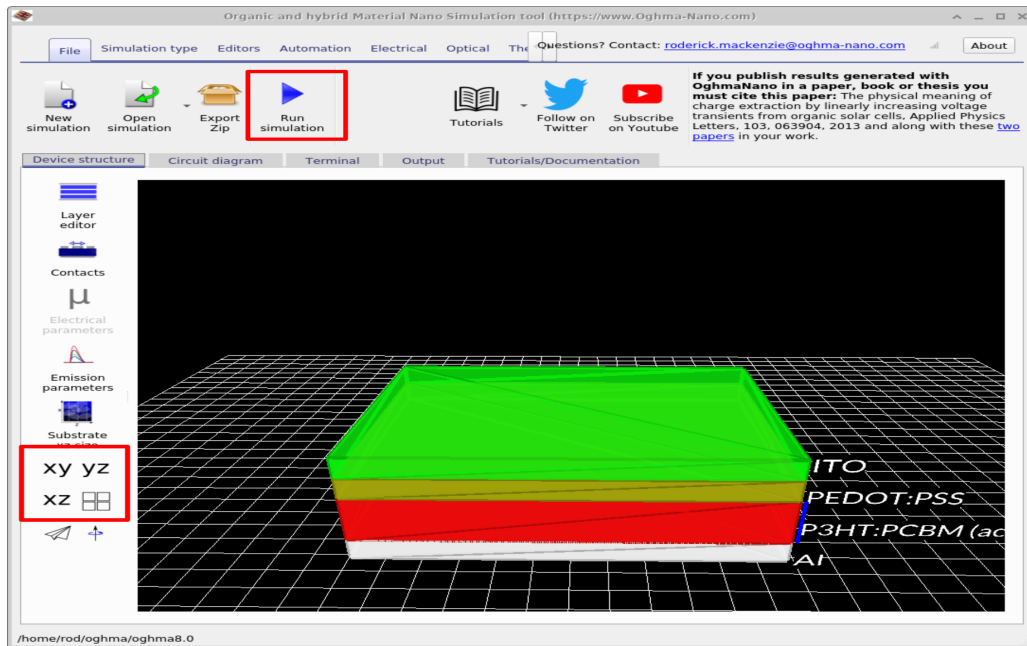 Organic and hybrid Material Nano Simulation tool (https://www.Oghma-Nano.com)
File Simulation type Editors Automation Electrical Optical The Questions? Contact: roderick.mackenzie@oghma-nano.com About
New simulation
Open simulation
Export Zip
Run simulation
Tutorials
Follow on Twitter
Subscribe on Youtube
If you publish results generated with
OghmaNano in a paper, book or thesis you
must cite this paper: The physical meaning of
charge extraction by linearly increasing voltage
transients from organic solar cells, Applied Physics
Letters, 103, 063904, 2013 and along with these two
papers in your work.
Device structure Circuit diagram Terminal Output Tutorials/Documentation
Layer
editor
Contacts
μ
Electrical
parameters
Emission
parameters
Substrate
xy yz
xz
ITO
PEDOT:PSS
P3HT:PCBM (ac
Al
/home/rod/oghma/oghma8.0